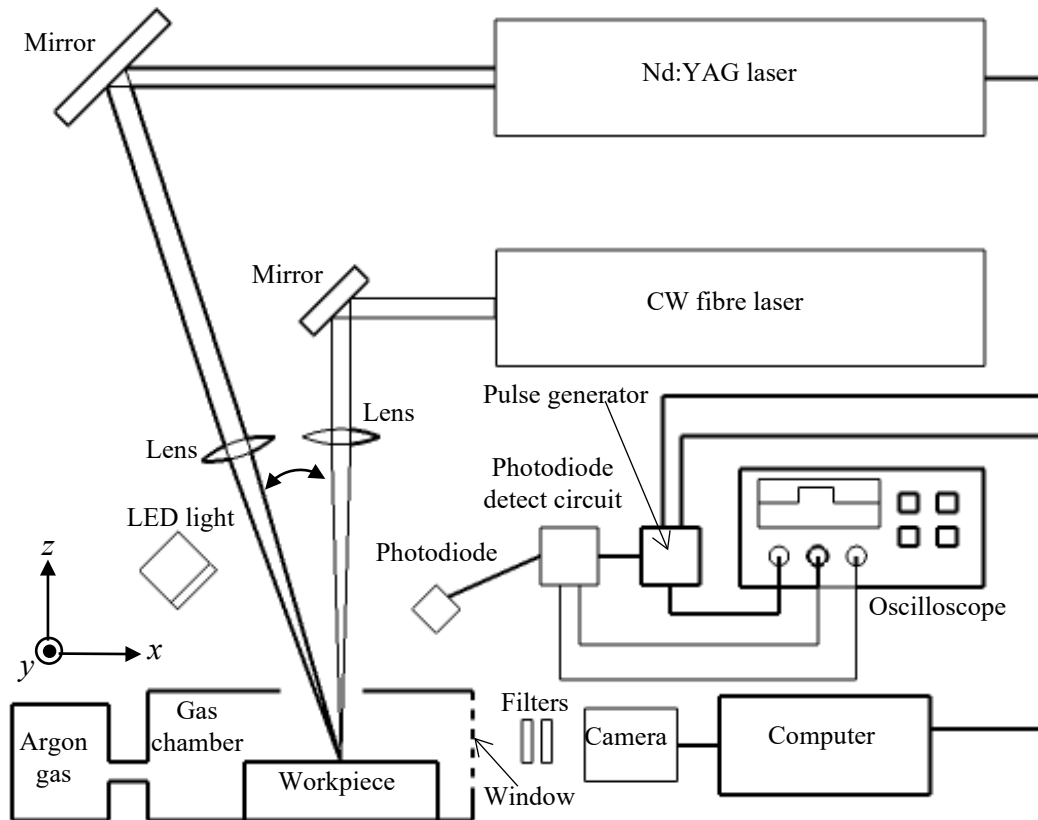 Mirror
Nd:YAG laser
Mirror
CW fibre laser
Pulse generator
Lens
Lens
Photodiode
detect circuit
LED light
Photodiode
z
Oscilloscope
y
x
Filters
Gas
chamber
Argon
gas
Camera
Computer
Workpiece
Window